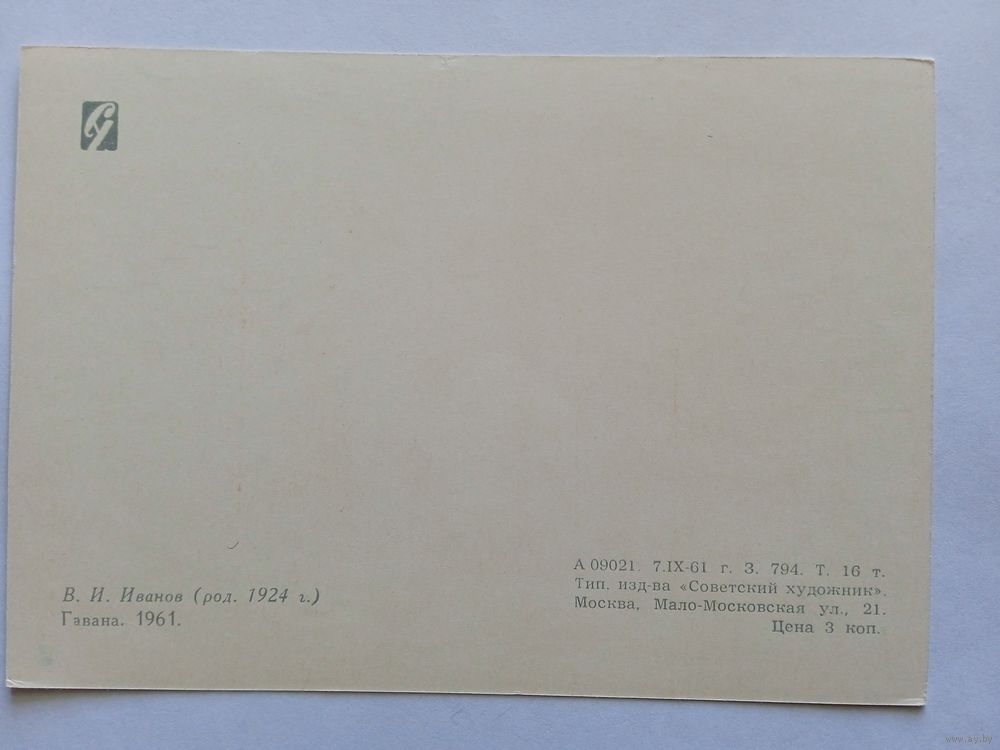 В. И. Иванов (род. 1924 г.)
Гавана. 1961.
А 09021 7.IX-61 г. З. 794. Т. 16 т.
Тип. изд-ва «Советский художник».
Москва, Мало-Московская ул., 21.
Цена 3 коп.
www.ay.by